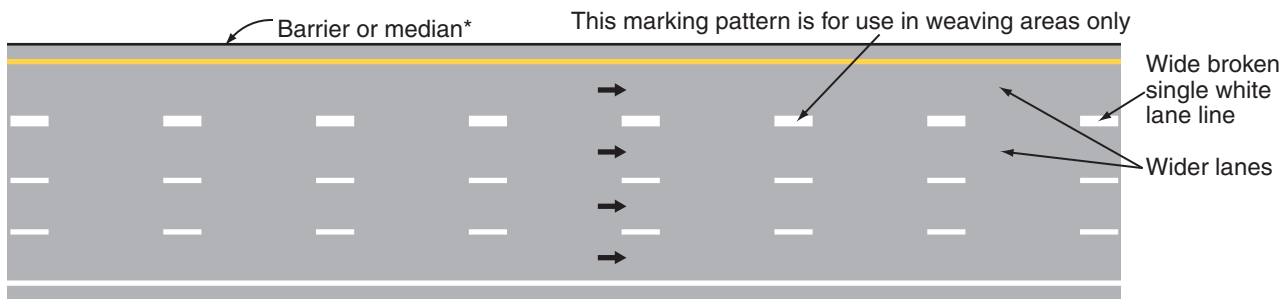 Barrier or median*
This marking pattern is for use in weaving areas only
Wide broken
single white
lane line
Wider lanes